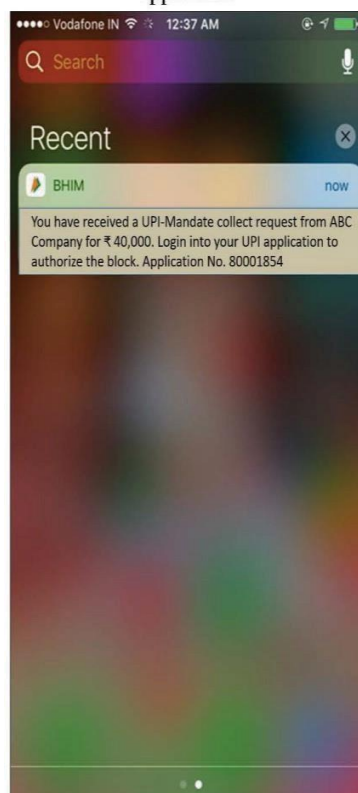 Vodafone IN 12:37 AM
Search
Recent
BHIM now
You have received a UPI-Mandate collect request from ABC
Company for ₹ 40,000. Login into your UPI application to
authorize the block. Application No. 80001854